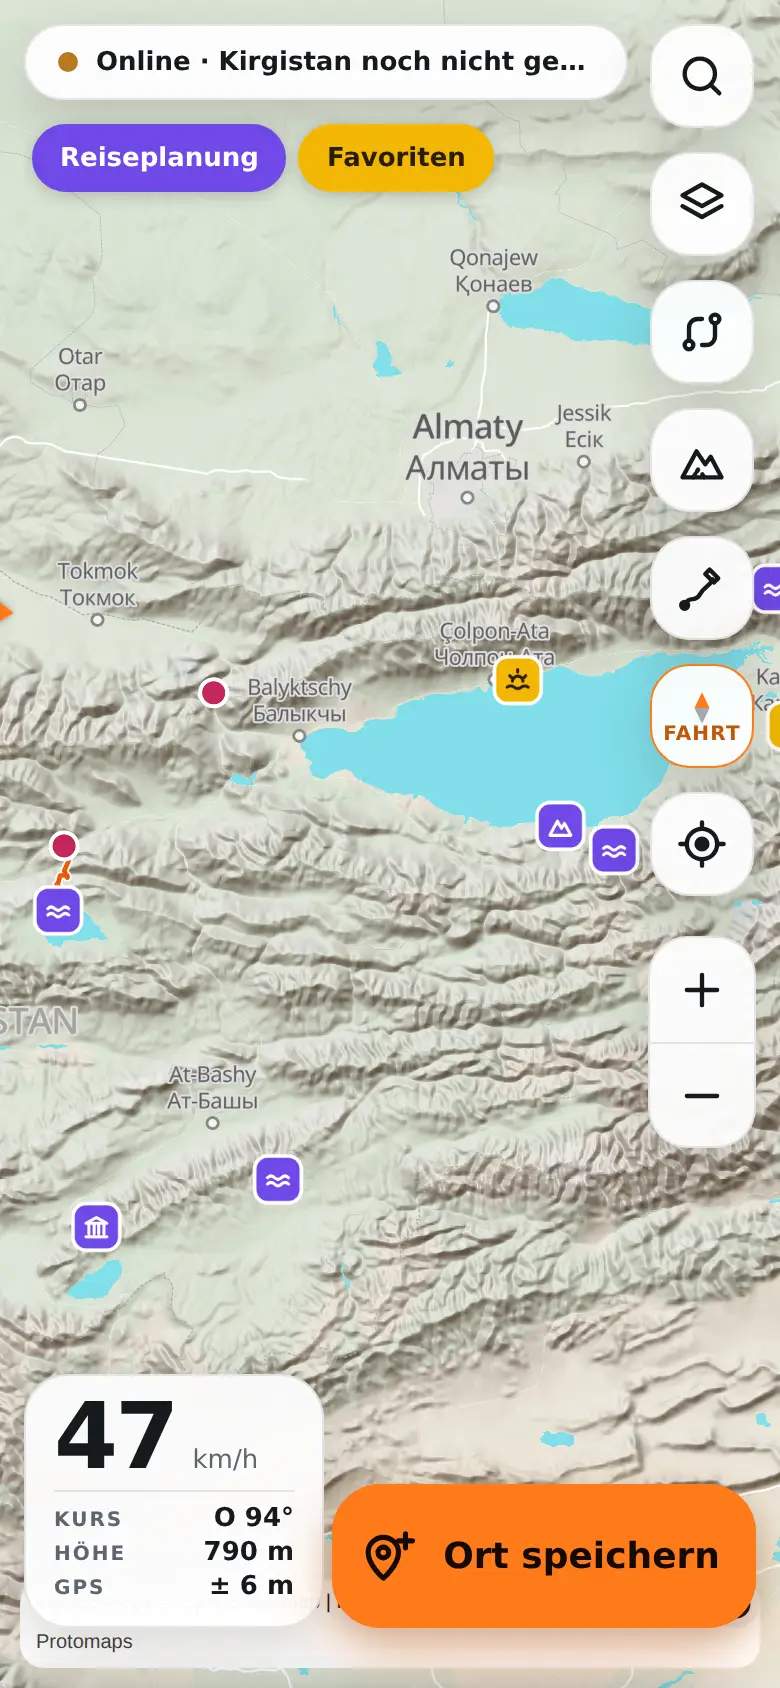 Online · Kirgistan noch nicht ge...
Reiseplanung
Favoriten
Qonajew
Қонаев
Otar
Отар
Almaty
Алматы
Jessik
Есік
Tokmok
Токмок
Çolpon-Ata
Balyktschy
Балыкчы
FAHRT
STAN
At-Bashy
Ат-Башы
47 km/h
KURS O 94°
HÖHE 790 m
GPS ± 6 m
Ort speichern
Protomaps